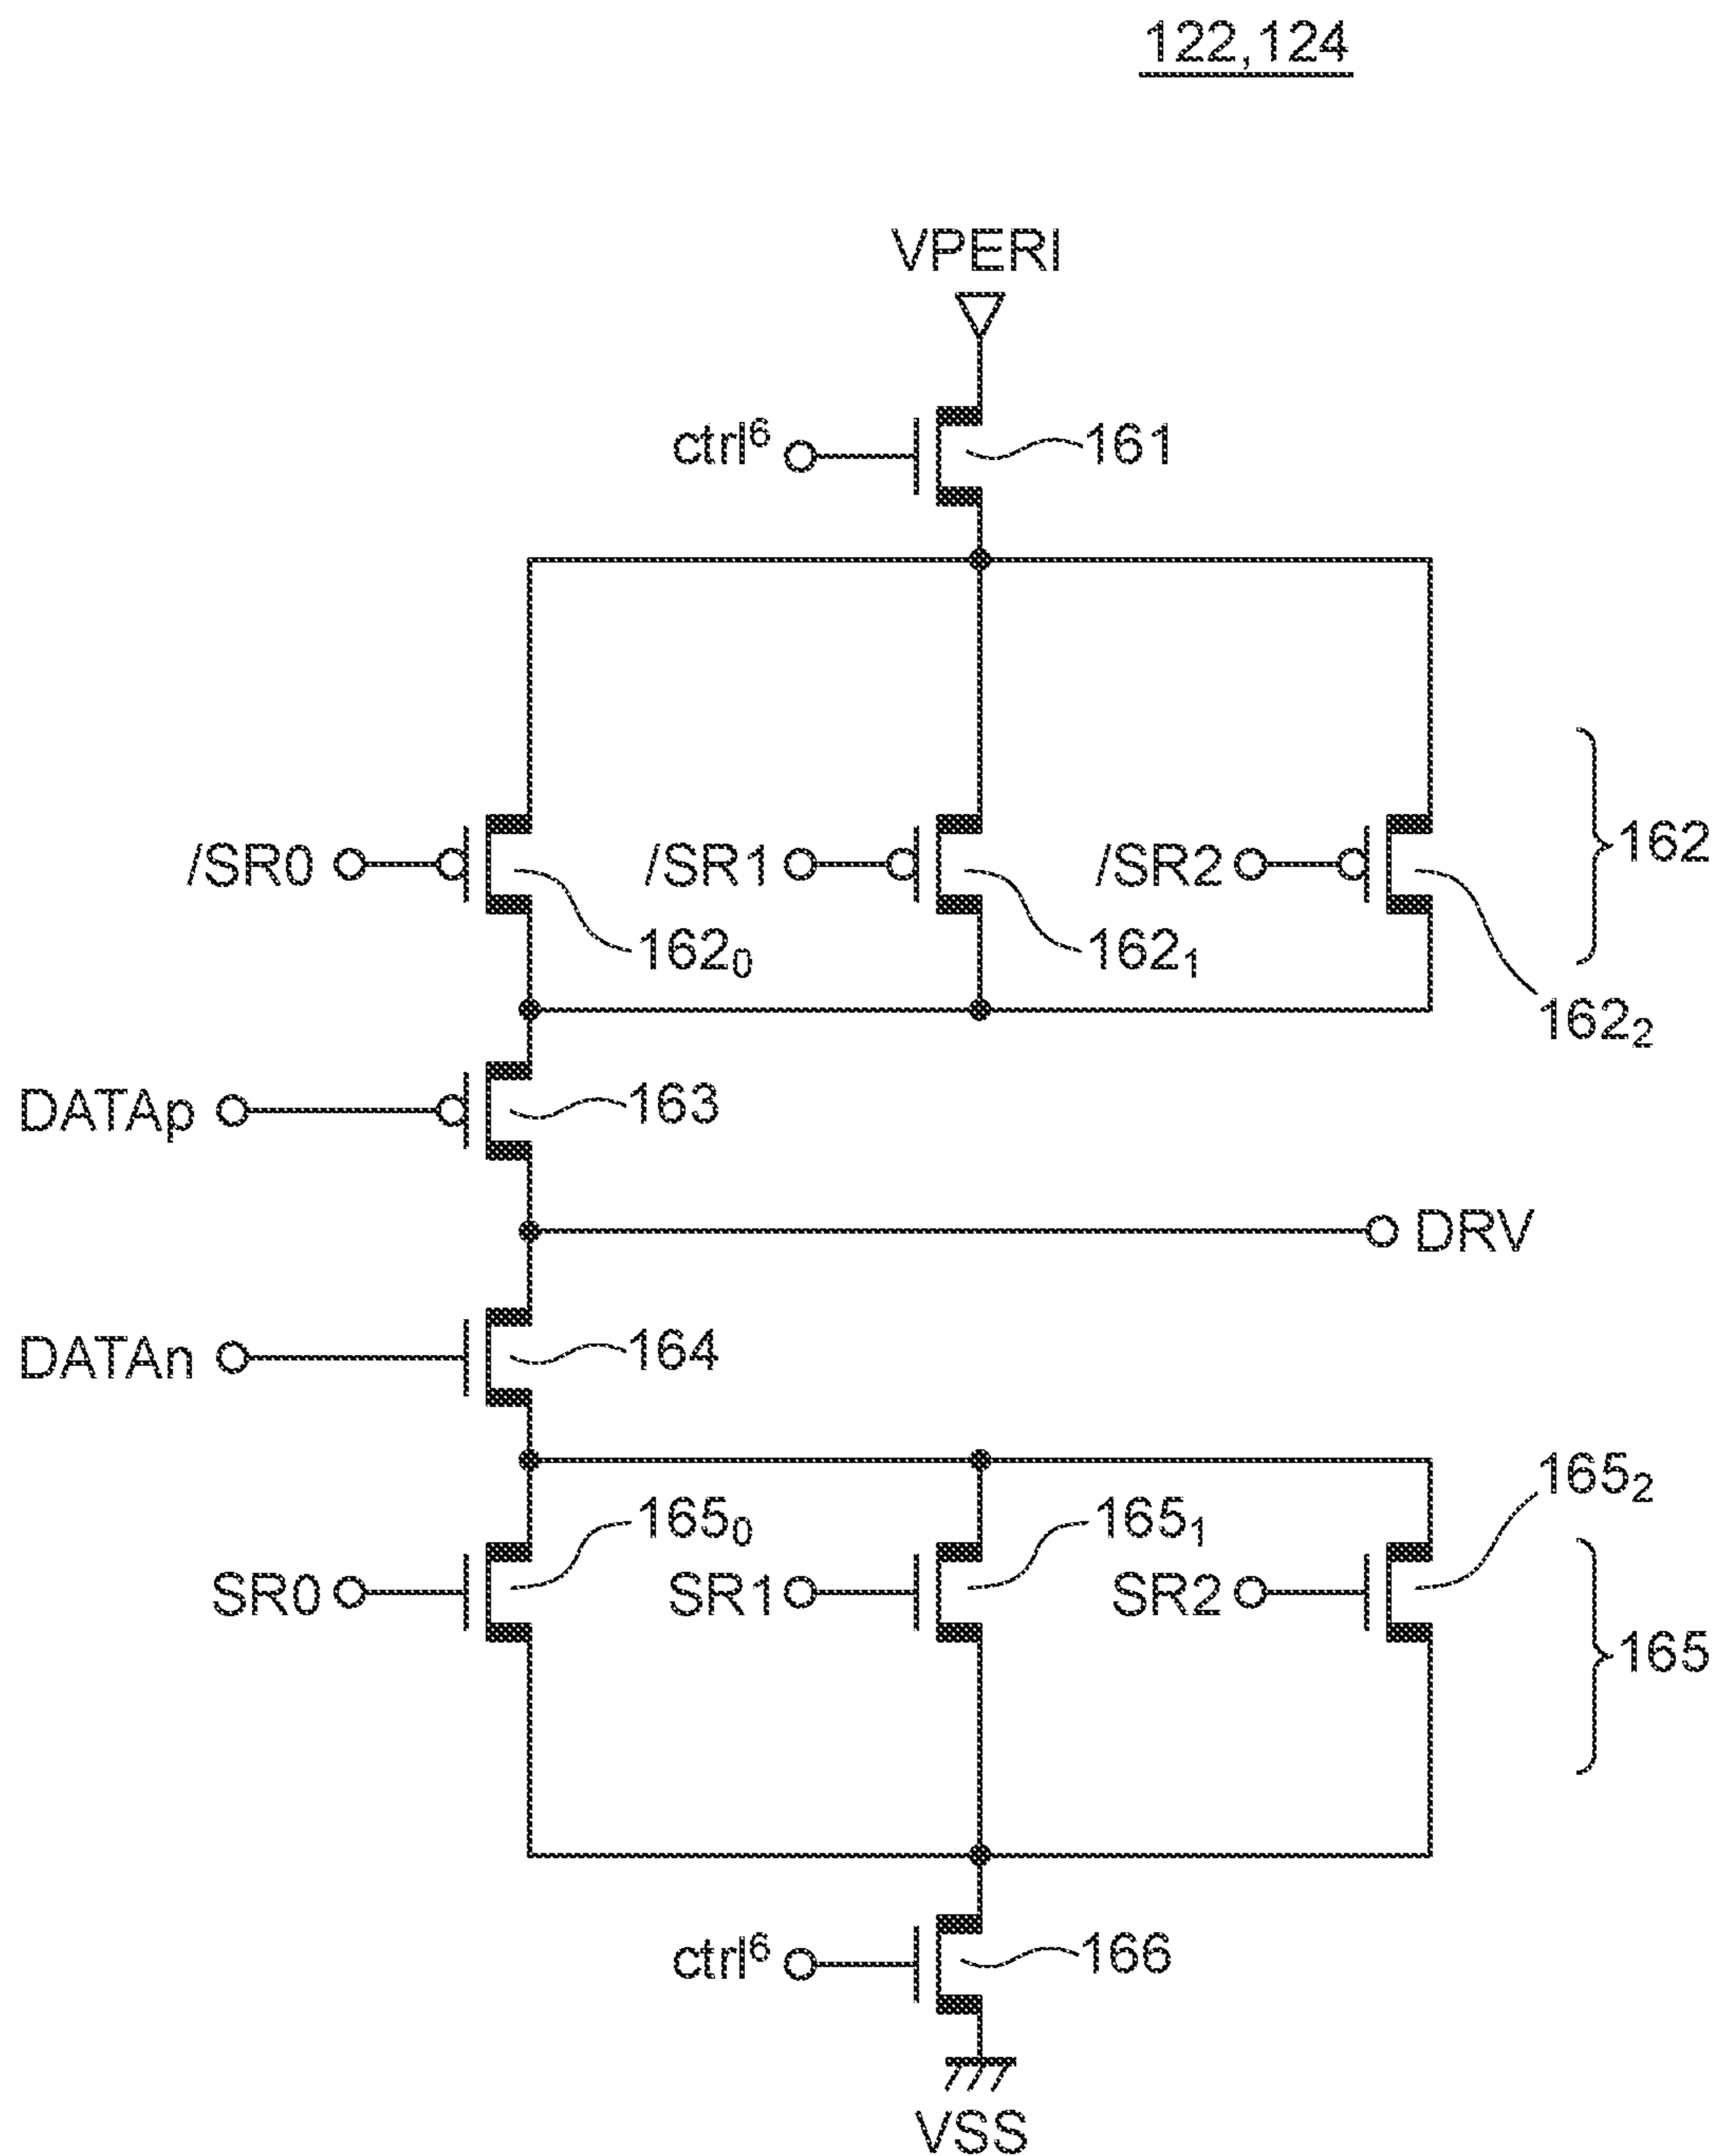 122,124
VPERI
ctrl⁶ 161
/SR0 /SR1 /SR2 162
162₀ 162₁ 162₂
DATAp 163
DRV
DATAn 164
165₀ 165₁ 165₂
SR0 SR1 SR2 165
ctrl⁶ 166
VSS